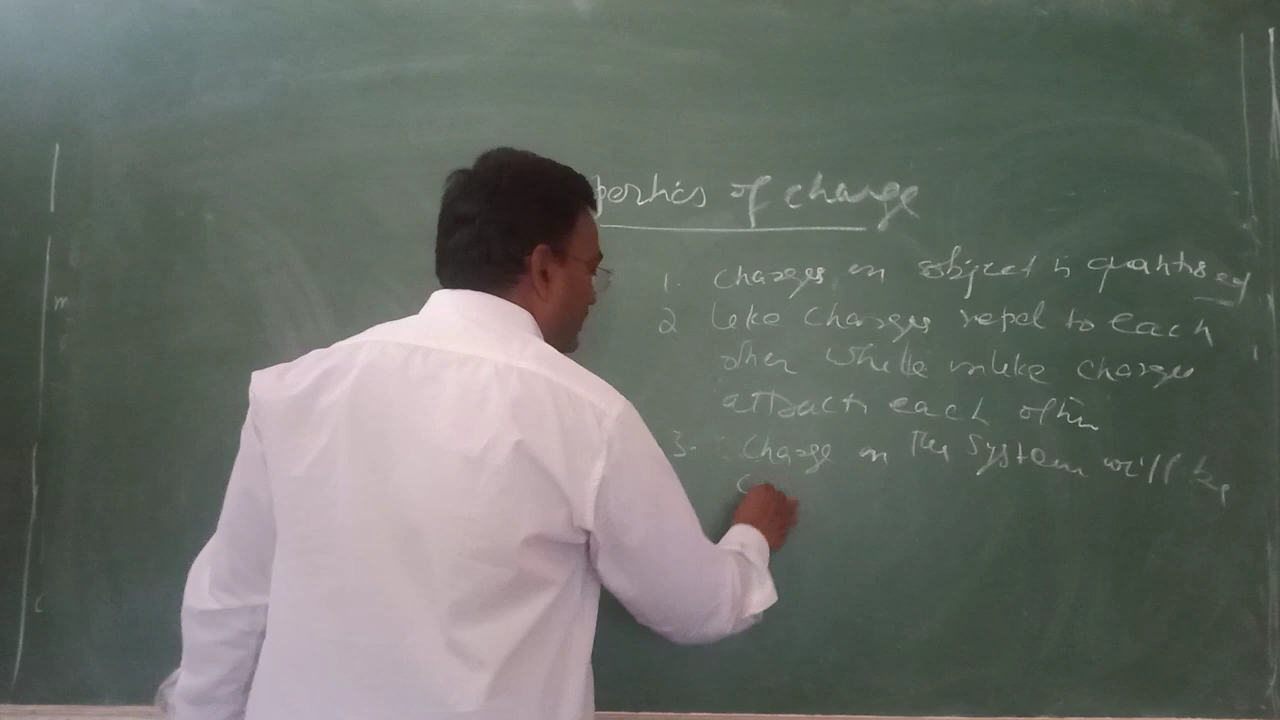 perties of charge
1. Charges on object is quantised
2 Like Charges repel to each
other while unlike charges
attracts each other
3. Charge on the system will be
C
m
c